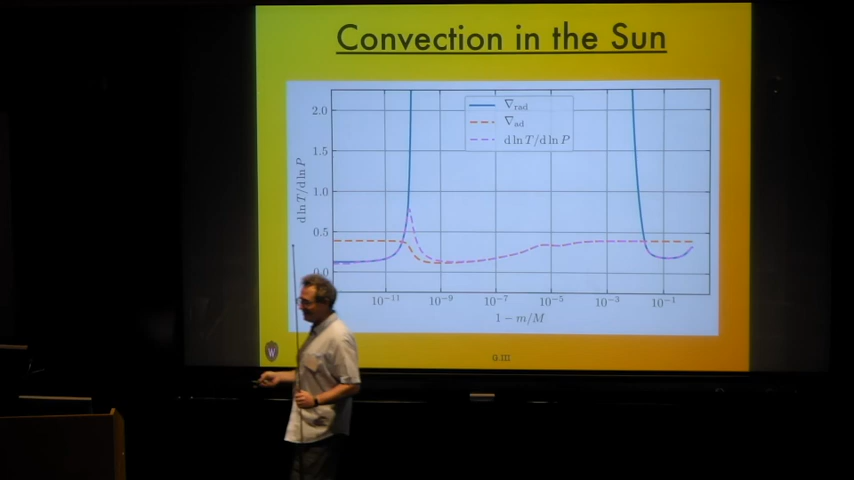 Convection in the Sun
d ln T/d ln P
2.0
1.5
1.0
0.5
0.0
∇rad
∇ad
d ln T/d ln P
10⁻¹¹ 10⁻⁹ 10⁻⁷ 10⁻⁵ 10⁻³ 10⁻¹
1 − m/M
W